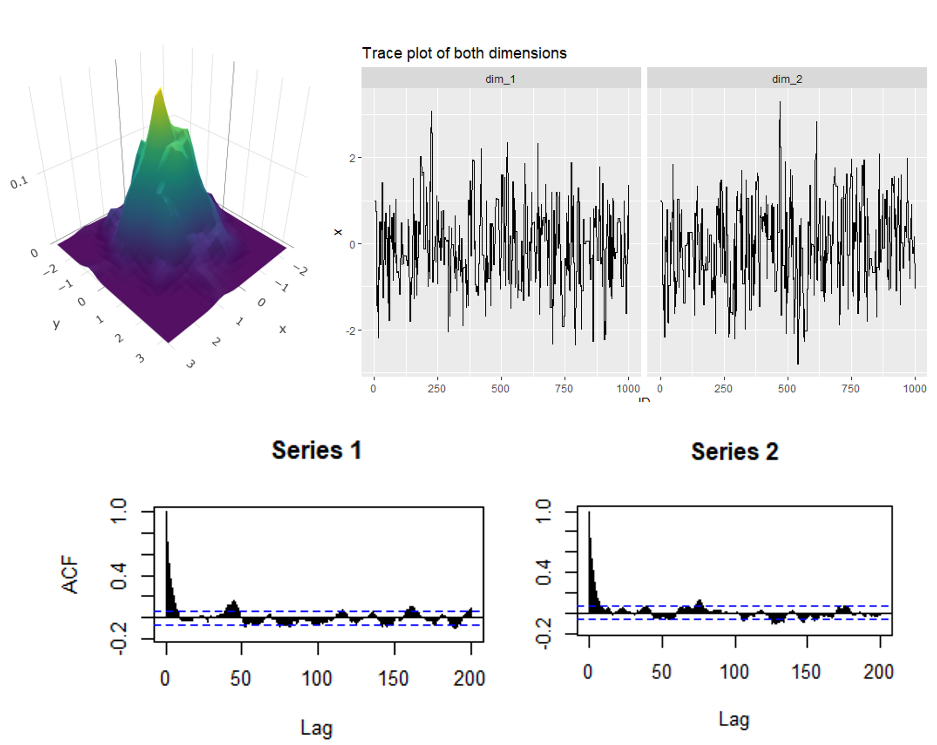 Trace plot of both dimensions
dim_1 dim_2
0.1
0
-2
-1
0
1
2
3
y
-2
-1
0
1
2
3
x
x
2
0
-2
0 250 500 750 1000 0 250 500 750 1000
Series 1 Series 2
ACF
1.0
0.4
-0.2
0 50 100 150 200
Lag
1.0
0.4
-0.2
0 50 100 150 200
Lag